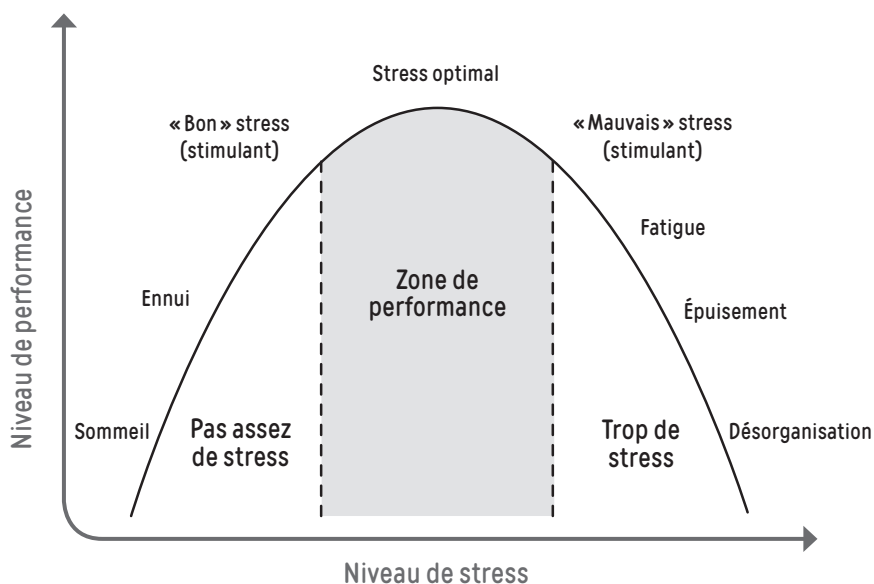 Stress optimal
« Bon » stress
(stimulant)
« Mauvais » stress
(stimulant)
Fatigue
Zone de
performance
Ennui
Épuisement
Sommeil
Pas assez
de stress
Trop de
stress
Désorganisation
Niveau de performance
Niveau de stress